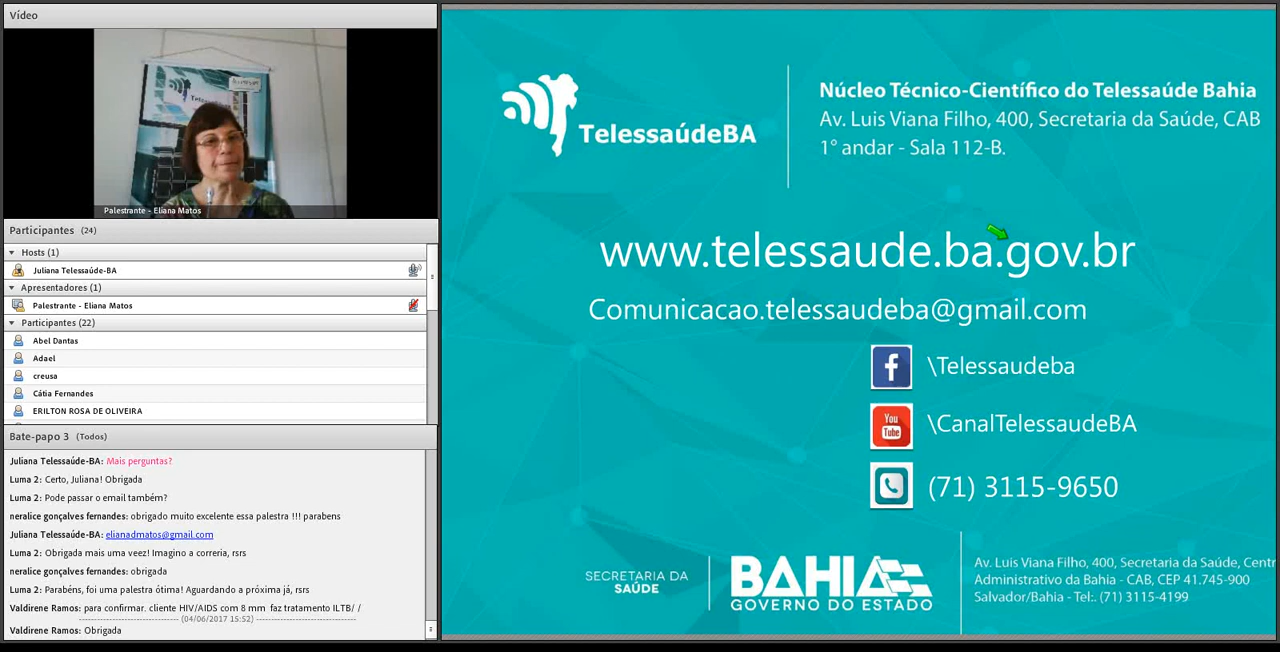 Vídeo
Palestrante - Eliana Matos
Participantes (24)
Hosts (1)
Juliana Telessaúde-BA
Apresentadores (1)
Palestrante - Eliana Matos
Participantes (22)
Abel Dantas
Adael
creusa
Cátia Fernandes
ERILTON ROSA DE OLIVEIRA
Bate-papo 3 (Todos)
Juliana Telessaúde-BA: Mais perguntas?
Luma 2: Certo, Juliana! Obrigada
Luma 2: Pode passar o email também?
neralice gonçalves fernandes: obrigado muito excelente essa palestra !!! parabens
Juliana Telessaúde-BA: elianadmatos@gmail.com
Luma 2: Obrigada mais uma veez! Imagino a correria, rsrs
neralice gonçalves fernandes: obrigada
Luma 2: Parabéns, foi uma palestra ótima! Aguardando a próxima já, rsrs
Valdirene Ramos: para confirmar. cliente HIV/AIDS com 8 mm faz tratamento ILTB/ /
(04/06/2017 15:52)
Valdirene Ramos: Obrigada
TelessaúdeBA
Núcleo Técnico-Científico do Telessaúde Bahia
Av. Luis Viana Filho, 400, Secretaria da Saúde, CAB
1° andar - Sala 112-B.
www.telessaude.ba.gov.br
Comunicacao.telessaudeba@gmail.com
\Telessaudeba
You
Tube
\CanalTelessaudeBA
(71) 3115-9650
SECRETARIA DA
SAÚDE
BAHIA
GOVERNO DO ESTADO
Av. Luis Viana Filho, 400, Secretaria da Saúde, Centr
Administrativo da Bahia - CAB, CEP 41.745-900
Salvador/Bahia - Tel:. (71) 3115-4199